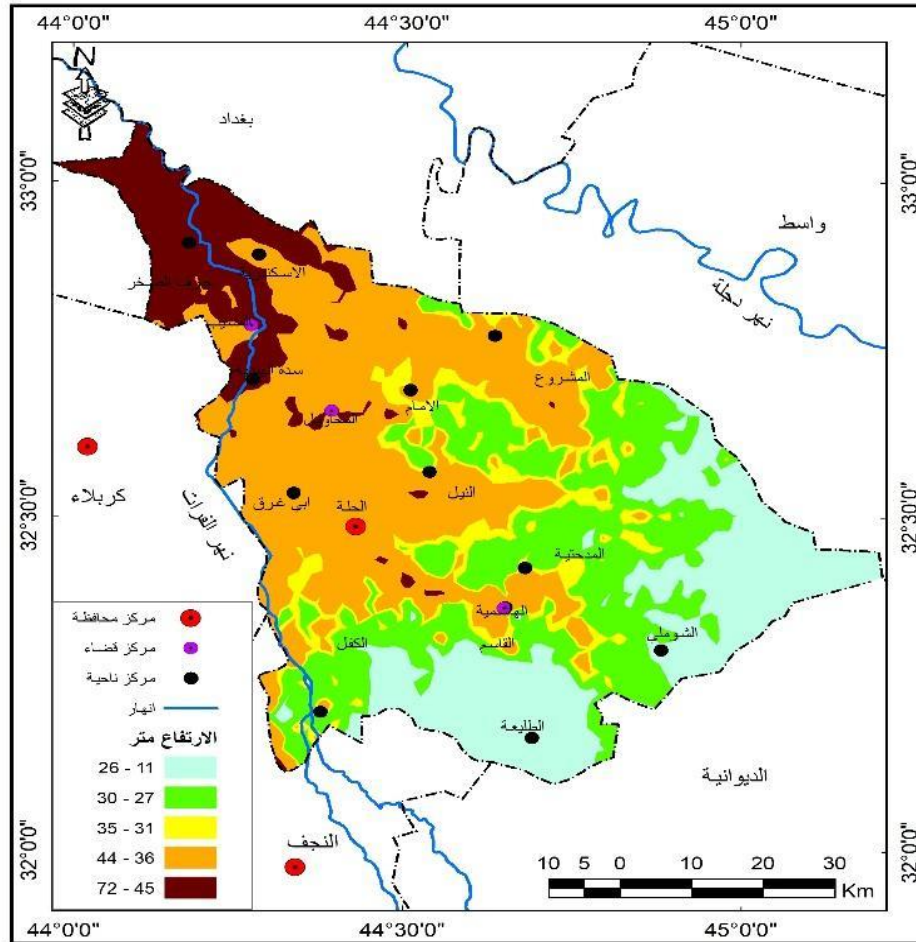 44°0'0" 44°30'0" 45°0'0"
N
بغداد
33°0'0" 33°0'0"
واسط
نهر دجلة
الاسكندرية
المشروع
الامام
كربلاء
نهر الفرات
ابي غرق
الحلة
النيل
32°30'0" 32°30'0"
المدحتية
الهاشمية
القاسم
الكفل
الشوملي
الطليعة
الديوانية
النجف
32°0'0" 32°0'0"
مركز محافظة
مركز قضاء
مركز ناحية
انهار
الارتفاع متر
26 - 11
30 - 27
35 - 31
44 - 36
72 - 45
10 5 0 10 20 30
Km
44°0'0" 44°30'0" 45°0'0"